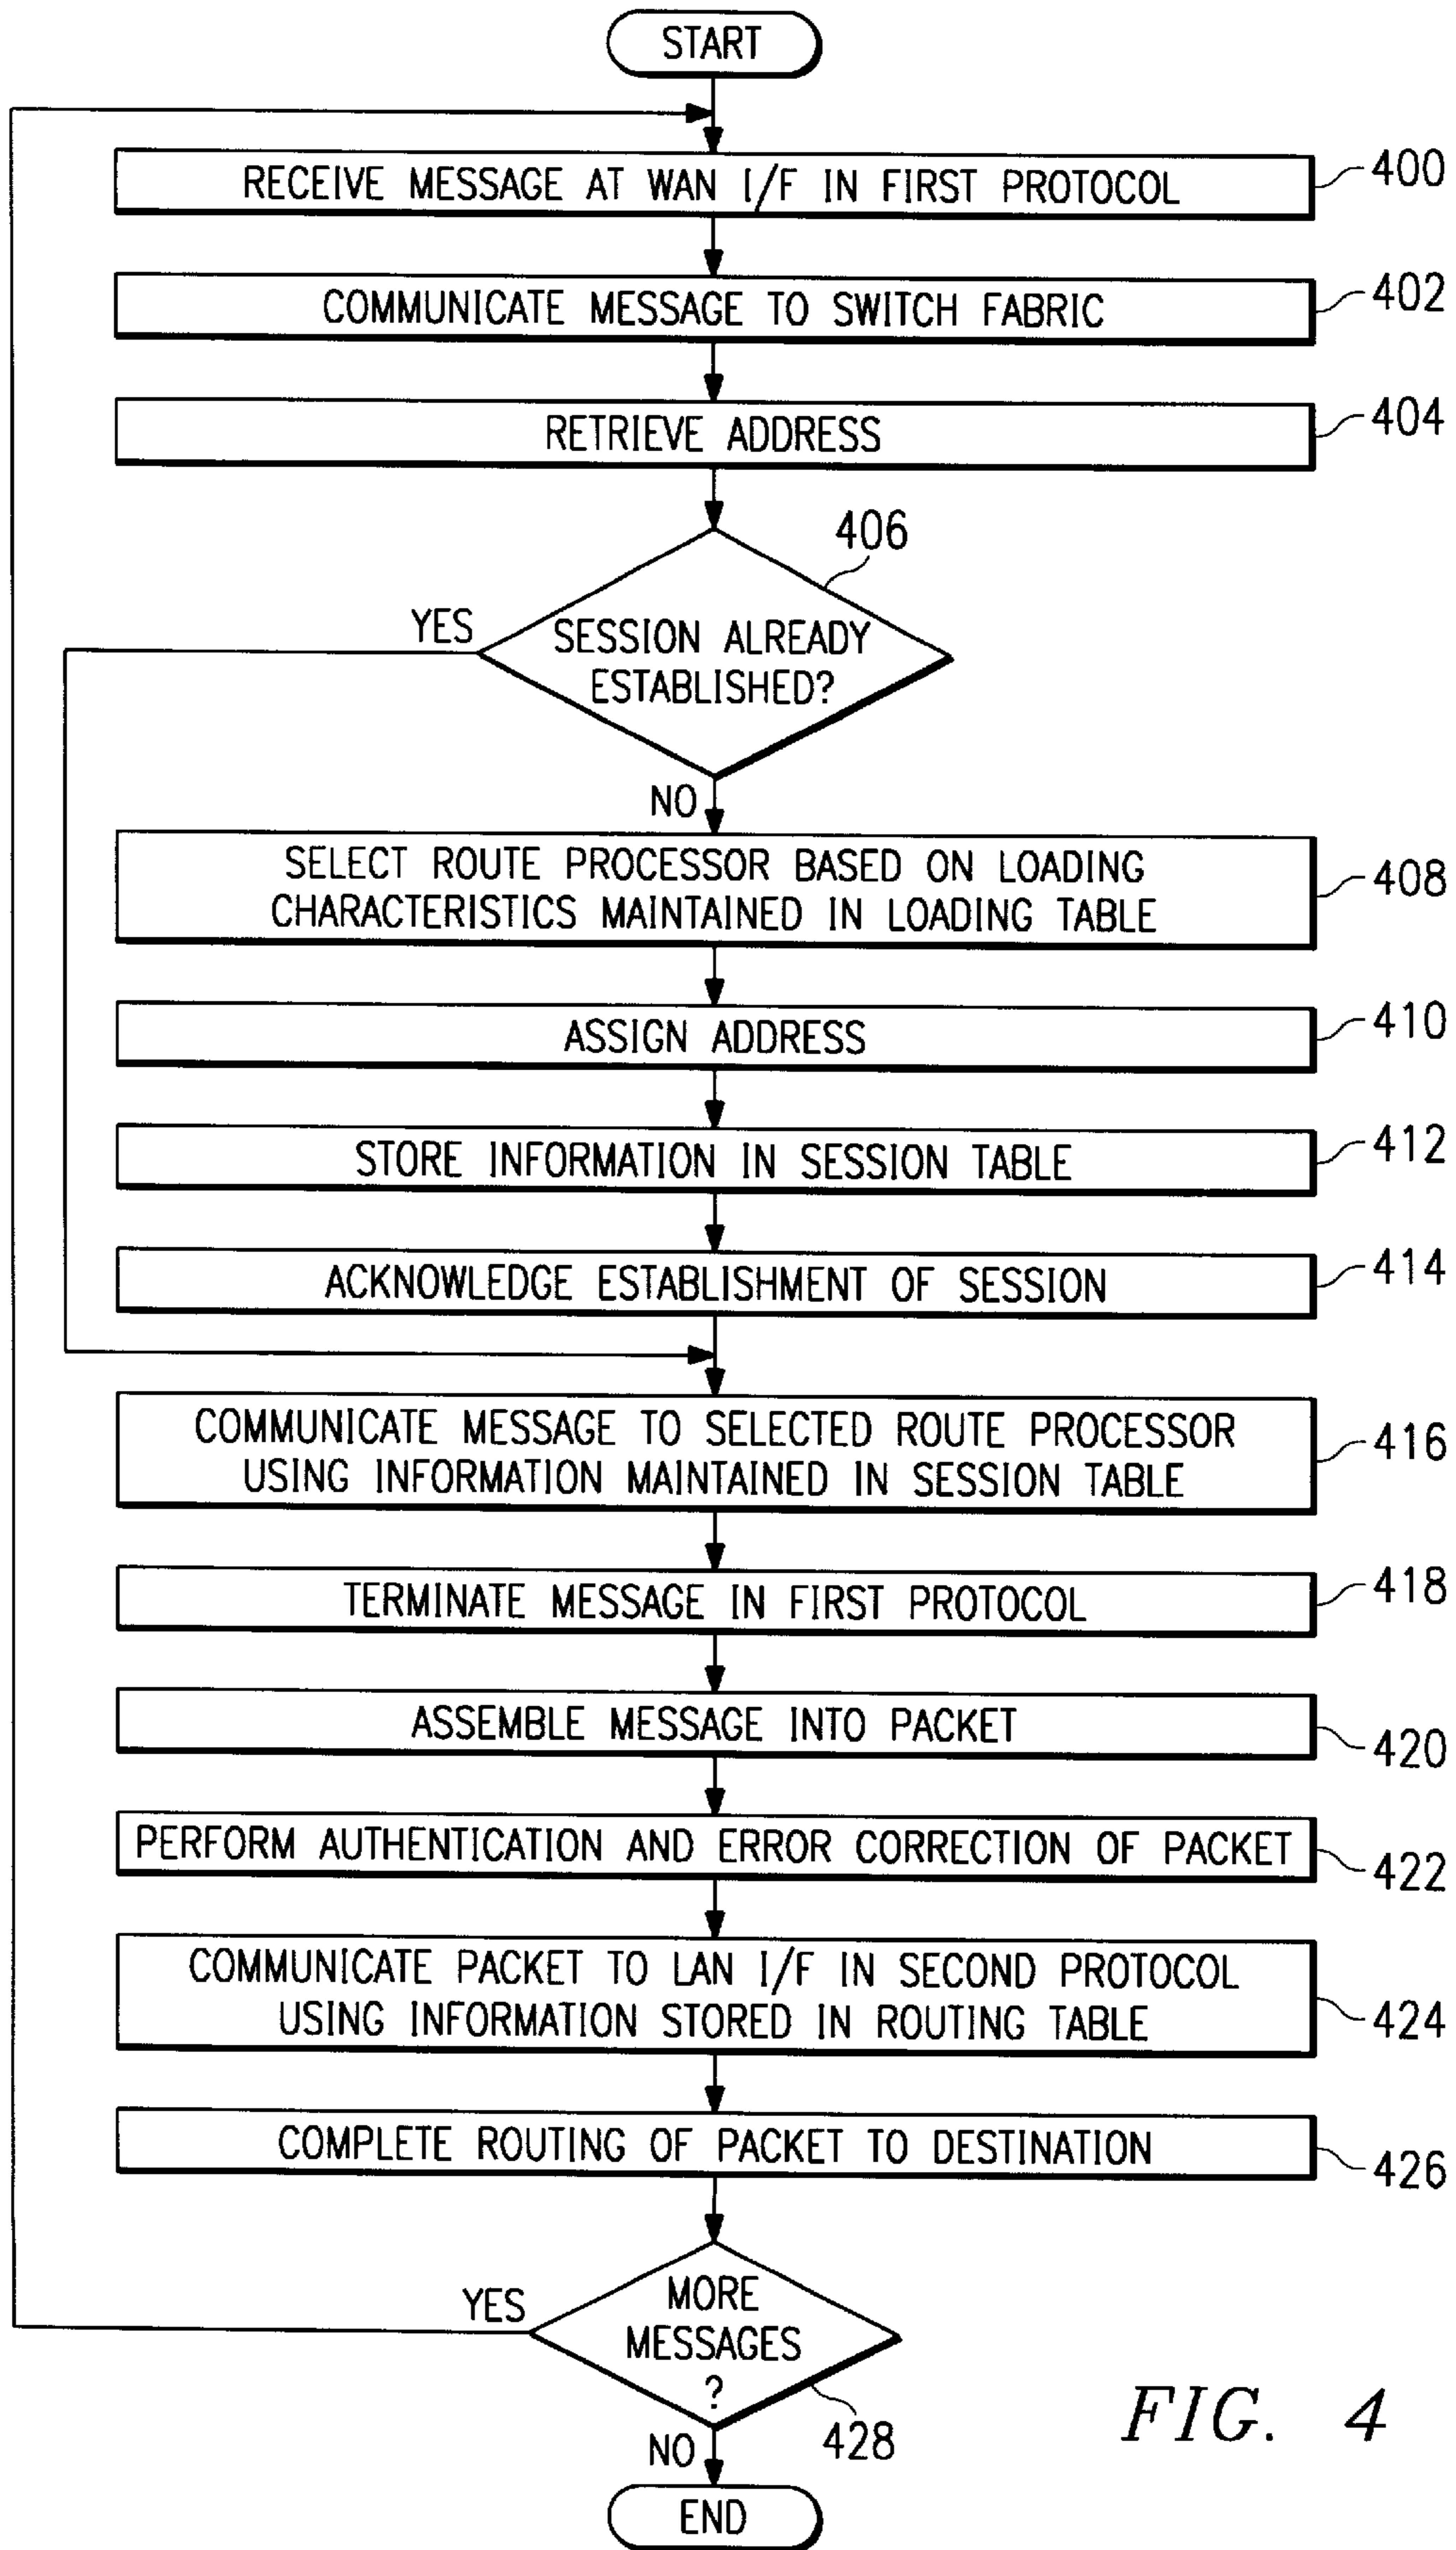 START
RECEIVE MESSAGE AT WAN I/F IN FIRST PROTOCOL
400
COMMUNICATE MESSAGE TO SWITCH FABRIC
402
RETRIEVE ADDRESS
404
406
YES
SESSION ALREADY
ESTABLISHED?
NO
SELECT ROUTE PROCESSOR BASED ON LOADING
CHARACTERISTICS MAINTAINED IN LOADING TABLE
408
ASSIGN ADDRESS
410
STORE INFORMATION IN SESSION TABLE
412
ACKNOWLEDGE ESTABLISHMENT OF SESSION
414
COMMUNICATE MESSAGE TO SELECTED ROUTE PROCESSOR
USING INFORMATION MAINTAINED IN SESSION TABLE
416
TERMINATE MESSAGE IN FIRST PROTOCOL
418
ASSEMBLE MESSAGE INTO PACKET
420
PERFORM AUTHENTICATION AND ERROR CORRECTION OF PACKET
422
COMMUNICATE PACKET TO LAN I/F IN SECOND PROTOCOL
USING INFORMATION STORED IN ROUTING TABLE
424
COMPLETE ROUTING OF PACKET TO DESTINATION
426
YES
MORE
MESSAGES
?
428
NO
END
FIG. 4